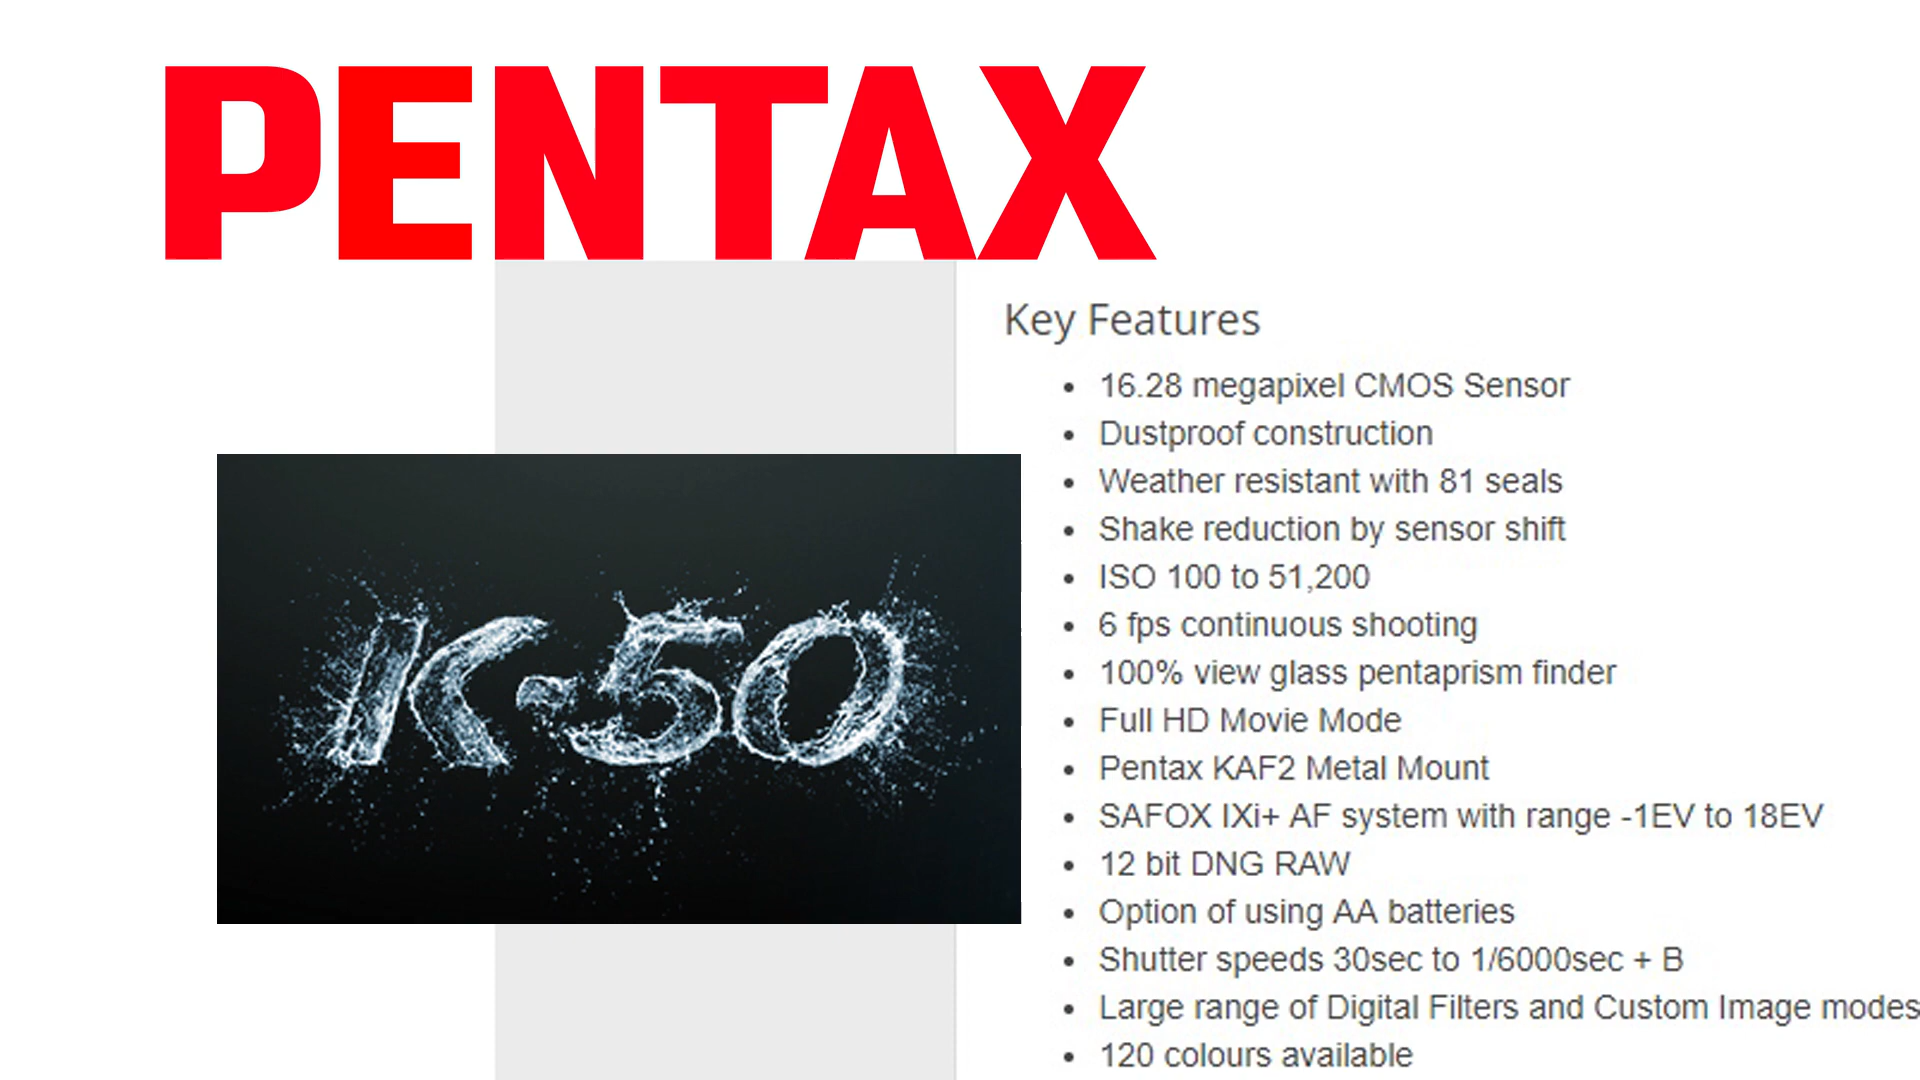 PENTAX
K-50
Key Features
16.28 megapixel CMOS Sensor
Dustproof construction
Weather resistant with 81 seals
Shake reduction by sensor shift
ISO 100 to 51,200
6 fps continuous shooting
100% view glass pentaprism finder
Full HD Movie Mode
Pentax KAF2 Metal Mount
SAFOX IXi+ AF system with range -1EV to 18EV
12 bit DNG RAW
Option of using AA batteries
Shutter speeds 30sec to 1/6000sec + B
Large range of Digital Filters and Custom Image modes
120 colours available